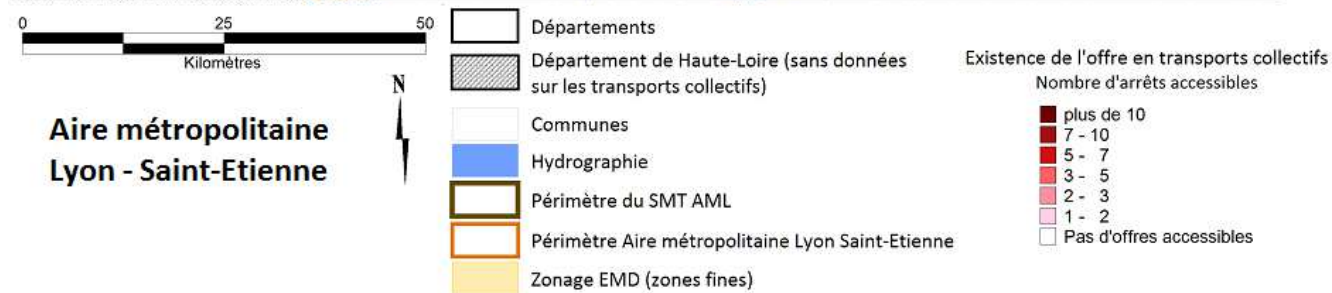 0 25 50
Kilomètres
N
Aire métropolitaine
Lyon - Saint-Etienne
Départements
Département de Haute-Loire (sans données
sur les transports collectifs)
Communes
Hydrographie
Périmètre du SMT AML
Périmètre Aire métropolitaine Lyon Saint-Etienne
Zonage EMD (zones fines)
Existence de l'offre en transports collectifs
Nombre d'arrêts accessibles
plus de 10
7 - 10
5 - 7
3 - 5
2 - 3
1 - 2
Pas d'offres accessibles